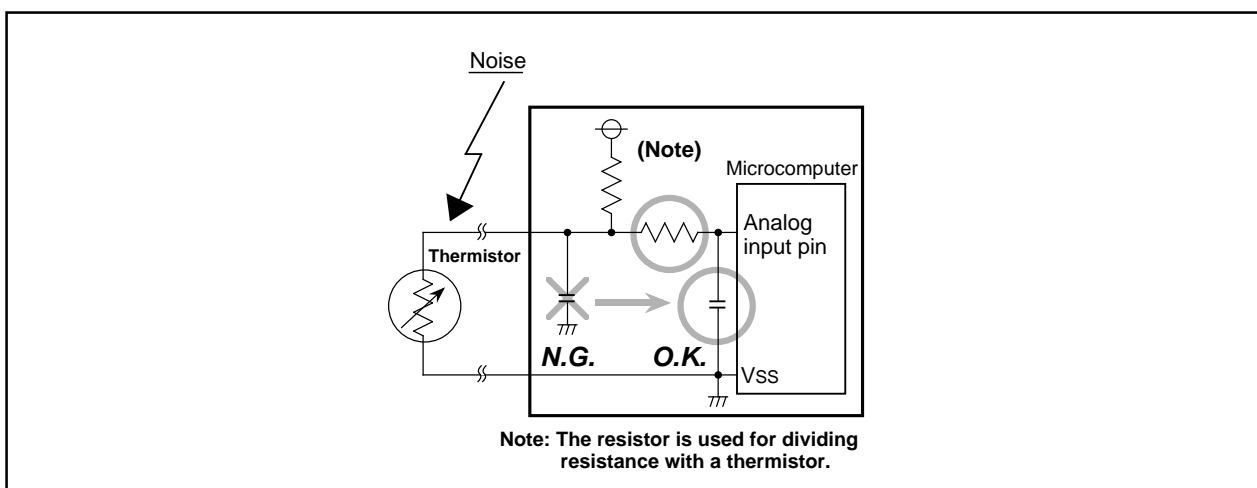 Noise
(Note)
Microcomputer
Analog
input pin
Thermistor
N.G.
O.K.
VSS
Note: The resistor is used for dividing
resistance with a thermistor.